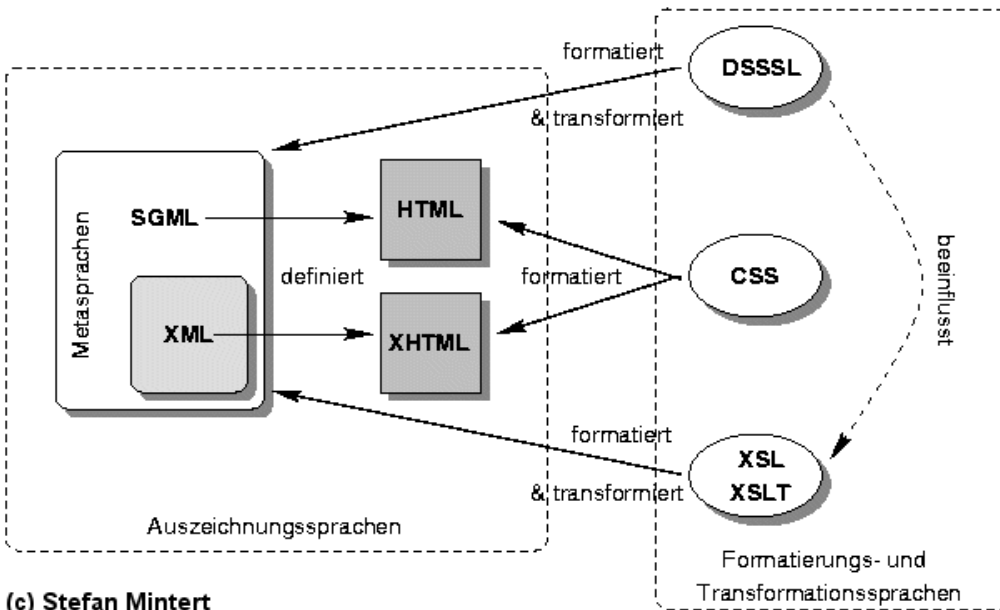 formatiert
DSSSL
& transformiert
Metasprachen
SGML
HTML
definiert
formatiert
CSS
beeinflusst
XML
XHTML
formatiert
XSL
XSLT
& transformiert
Auszeichnungssprachen
Formatierungs- und
Transformationssprachen
(c) Stefan Mintert